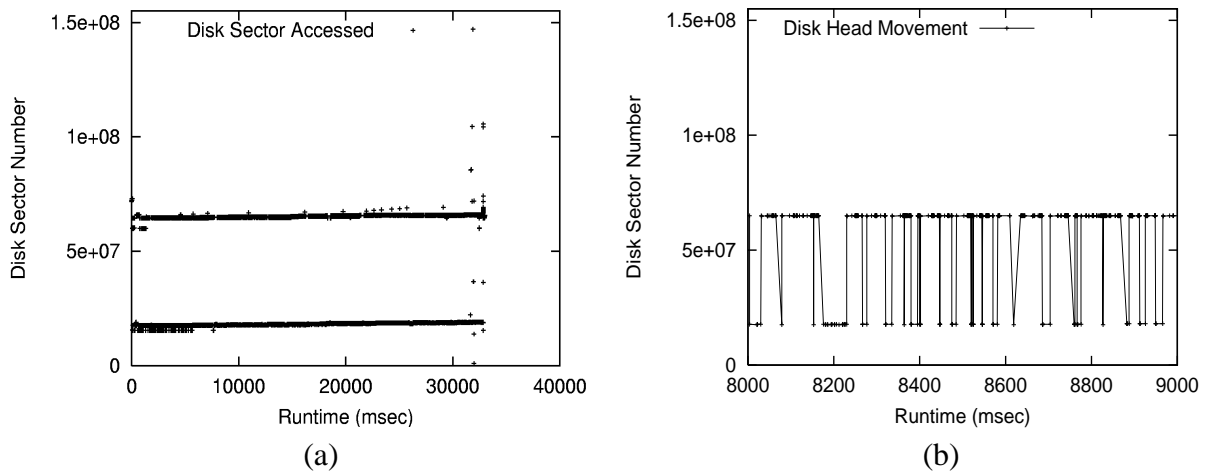 1.5e+08
1e+08
5e+07
0
Disk Sector Number
Disk Sector Accessed
0 10000 20000 30000 40000
Runtime (msec)
(a)
1.5e+08
1e+08
5e+07
0
Disk Sector Number
Disk Head Movement
8000 8200 8400 8600 8800 9000
Runtime (msec)
(b)